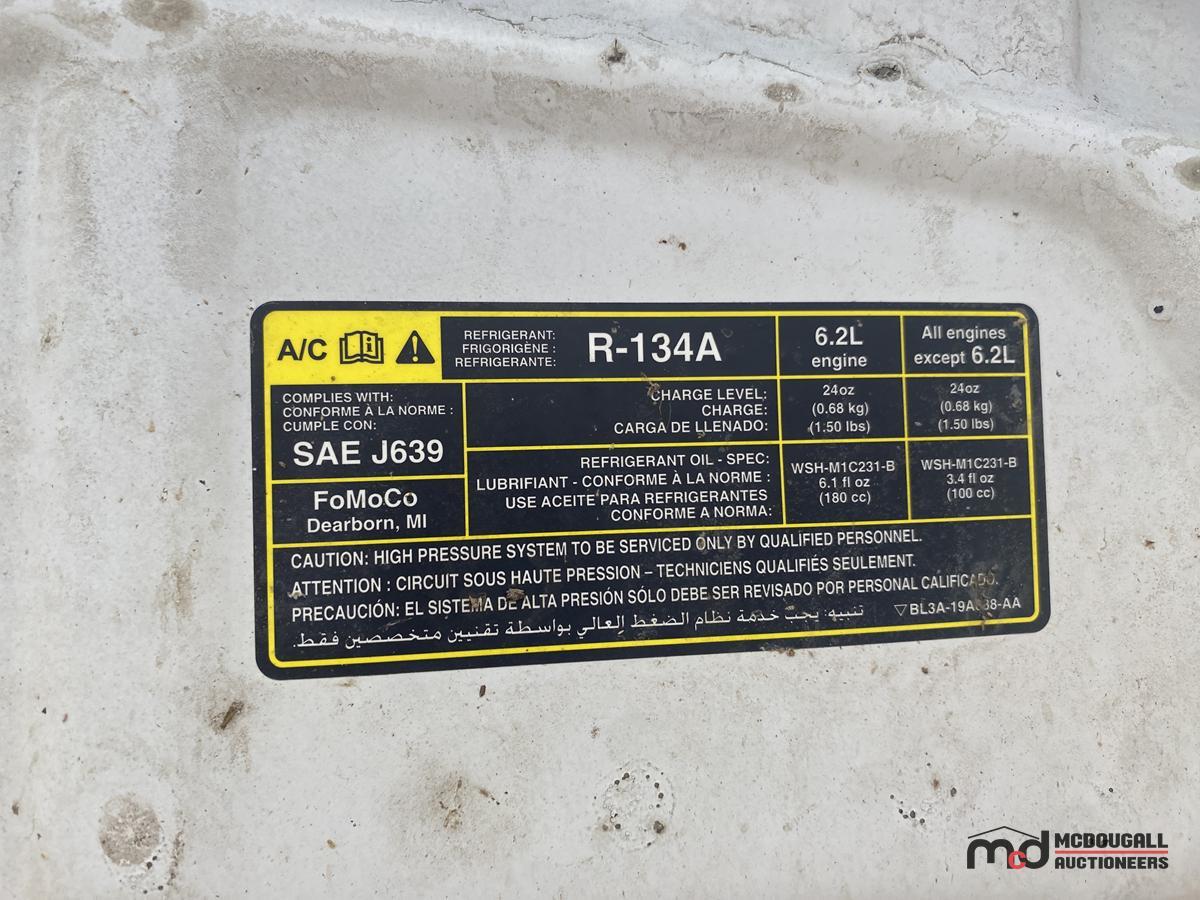 A/C
REFRIGERANT:
FRIGORIGÈNE :
REFRIGERANTE:
R-134A
6.2L
engine
All engines
except 6.2L
COMPLIES WITH:
CONFORME À LA NORME :
CUMPLE CON:
SAE J639
CHARGE LEVEL:
CHARGE:
CARGA DE LLENADO:
24oz
(0.68 kg)
(1.50 lbs)
24oz
(0.68 kg)
(1.50 lbs)
FoMoCo
Dearborn, MI
REFRIGERANT OIL - SPEC:
LUBRIFIANT - CONFORME À LA NORME :
USE ACEITE PARA REFRIGERANTES
CONFORME A NORMA:
WSH-M1C231-B
6.1 fl oz
(180 cc)
WSH-M1C231-B
3.4 fl oz
(100 cc)
CAUTION: HIGH PRESSURE SYSTEM TO BE SERVICED ONLY BY QUALIFIED PERSONNEL.
ATTENTION : CIRCUIT SOUS HAUTE PRESSION – TECHNICIENS QUALIFIÉS SEULEMENT.
PRECAUCIÓN: EL SISTEMA DE ALTA PRESIÓN SÓLO DEBE SER REVISADO POR PERSONAL CALIFICADO.
تنبيه: يجب خدمة نظام الضغط العالي بواسطة تقنيين متخصصين فقط.
mcd MCDOUGALL
AUCTIONEERS